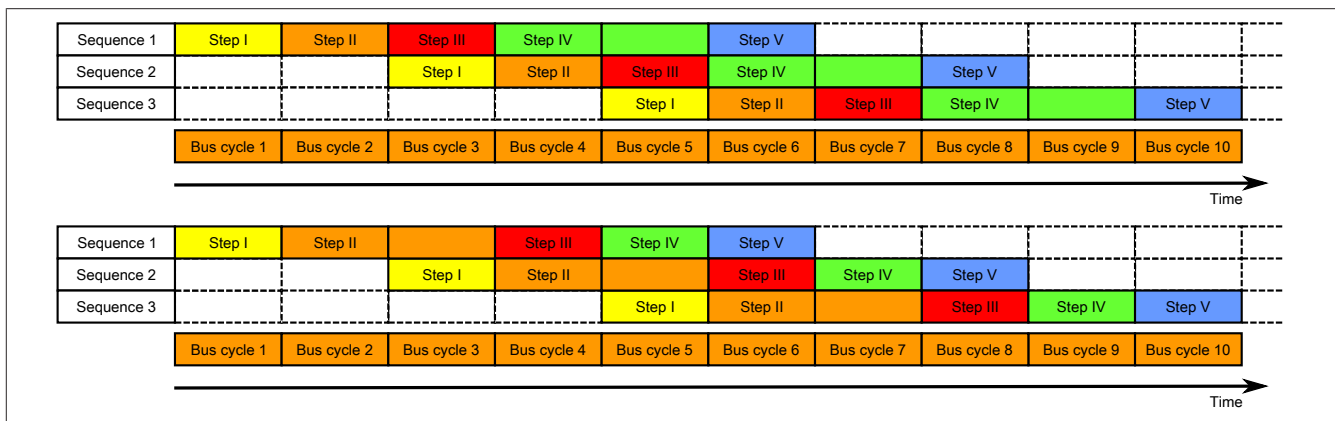 Sequence 1 Step I Step II Step III Step IV Step V
Sequence 2 Step I Step II Step III Step IV Step V
Sequence 3 Step I Step II Step III Step IV Step V
Bus cycle 1 Bus cycle 2 Bus cycle 3 Bus cycle 4 Bus cycle 5 Bus cycle 6 Bus cycle 7 Bus cycle 8 Bus cycle 9 Bus cycle 10
Time
Sequence 1 Step I Step II Step III Step IV Step V
Sequence 2 Step I Step II Step III Step IV Step V
Sequence 3 Step I Step II Step III Step IV Step V
Bus cycle 1 Bus cycle 2 Bus cycle 3 Bus cycle 4 Bus cycle 5 Bus cycle 6 Bus cycle 7 Bus cycle 8 Bus cycle 9 Bus cycle 10
Time